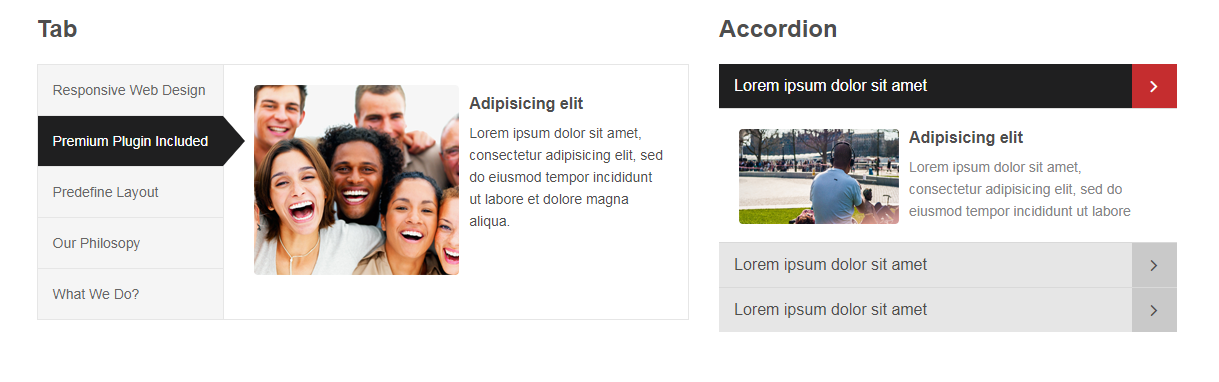 Tab
Responsive Web Design
Premium Plugin Included
Predefine Layout
Our Philosopy
What We Do?
Adipisicing elit
Lorem ipsum dolor sit amet,
consectetur adipisicing elit, sed
do eiusmod tempor incididunt
ut labore et dolore magna
aliqua.
Accordion
Lorem ipsum dolor sit amet
Adipisicing elit
Lorem ipsum dolor sit amet,
consectetur adipisicing elit, sed do
eiusmod tempor incididunt ut labore
Lorem ipsum dolor sit amet
Lorem ipsum dolor sit amet